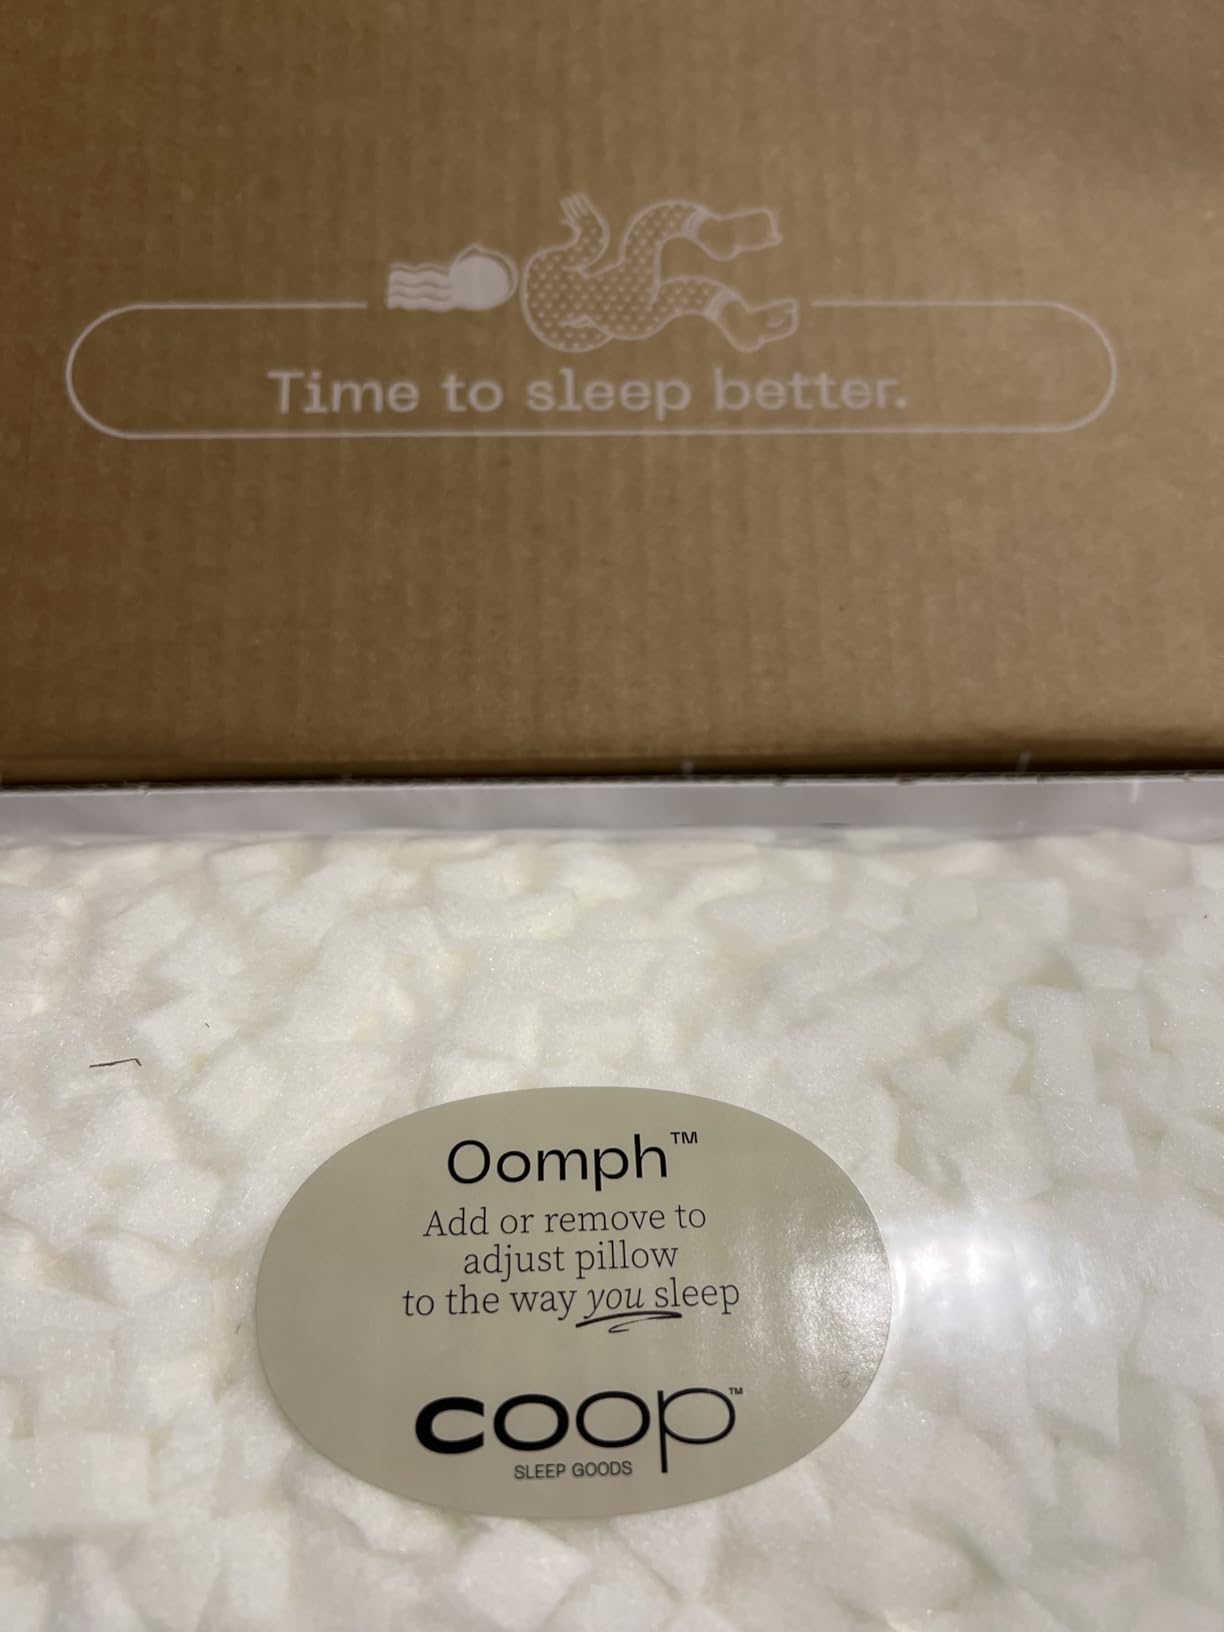 Time to sleep better.
Oomph™
Add or remove to
adjust pillow
to the way you sleep
coop™
SLEEP GOODS